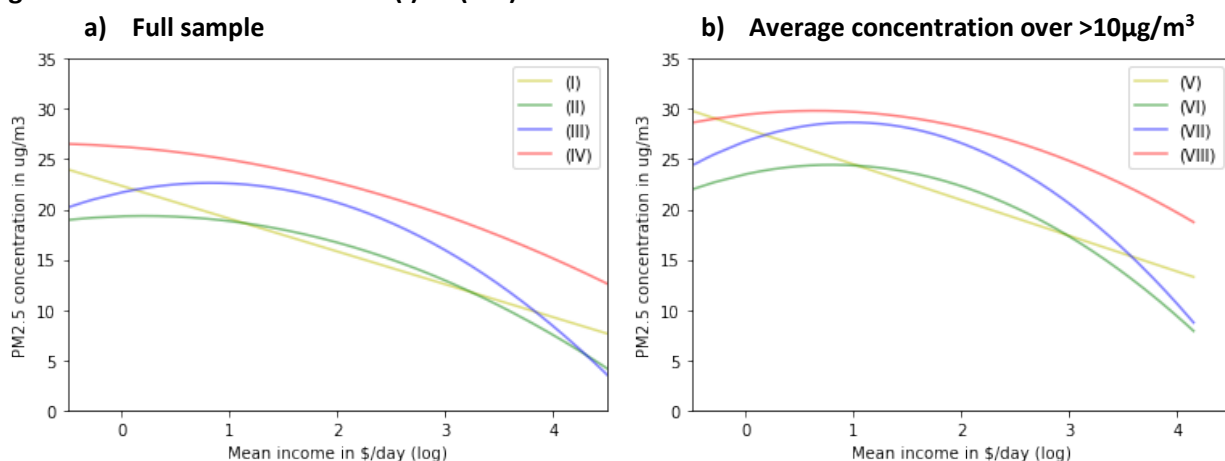 a) Full sample
b) Average concentration over >10µg/m³
35
30
25
20
15
10
5
0
PM2.5 concentration in ug/m3
(I)
(II)
(III)
(IV)
0 1 2 3 4
Mean income in $/day (log)
35
30
25
20
15
10
5
0
PM2.5 concentration in ug/m3
(V)
(VI)
(VII)
(VIII)
0 1 2 3 4
Mean income in $/day (log)